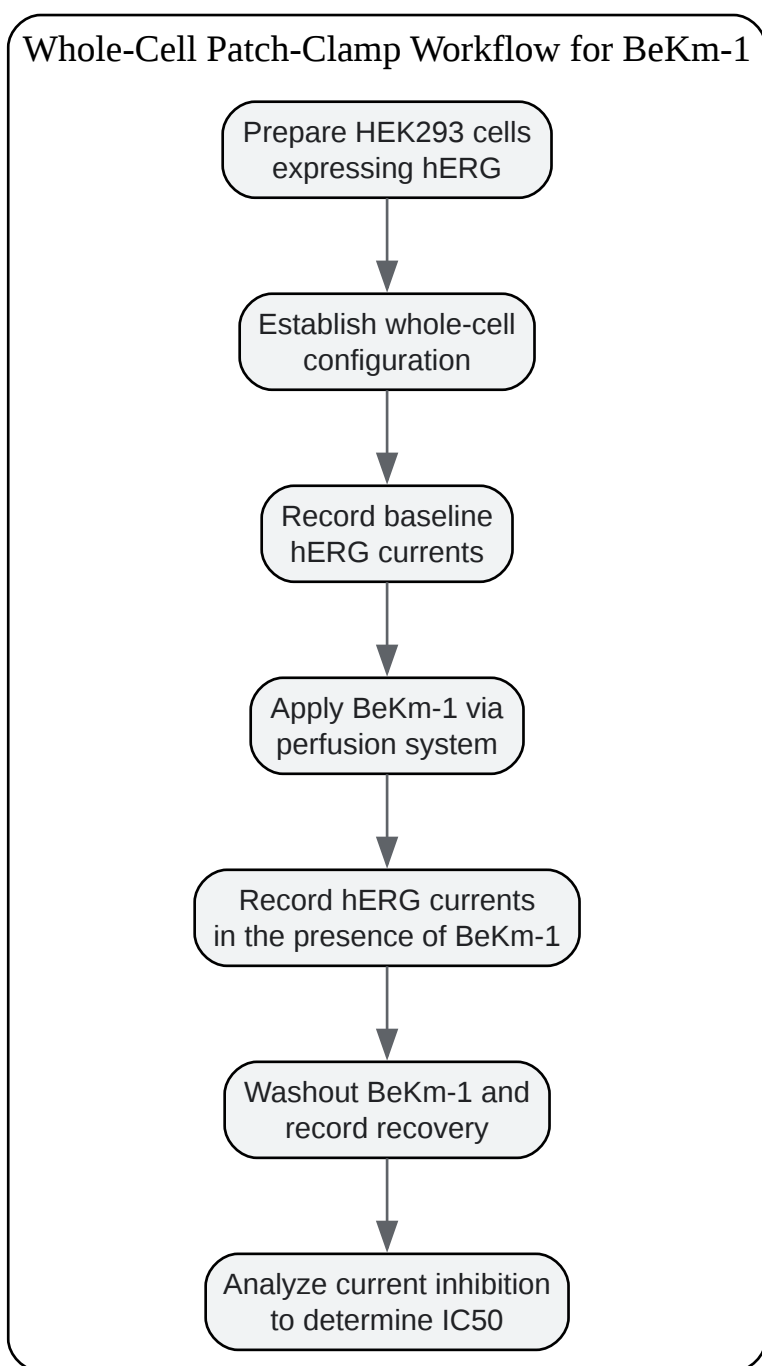 Whole-Cell Patch-Clamp Workflow for BeKm-1
Prepare HEK293 cells
expressing hERG
Establish whole-cell
configuration
Record baseline
hERG currents
Apply BeKm-1 via
perfusion system
Record hERG currents
in the presence of BeKm-1
Washout BeKm-1 and
record recovery
Analyze current inhibition
to determine IC50